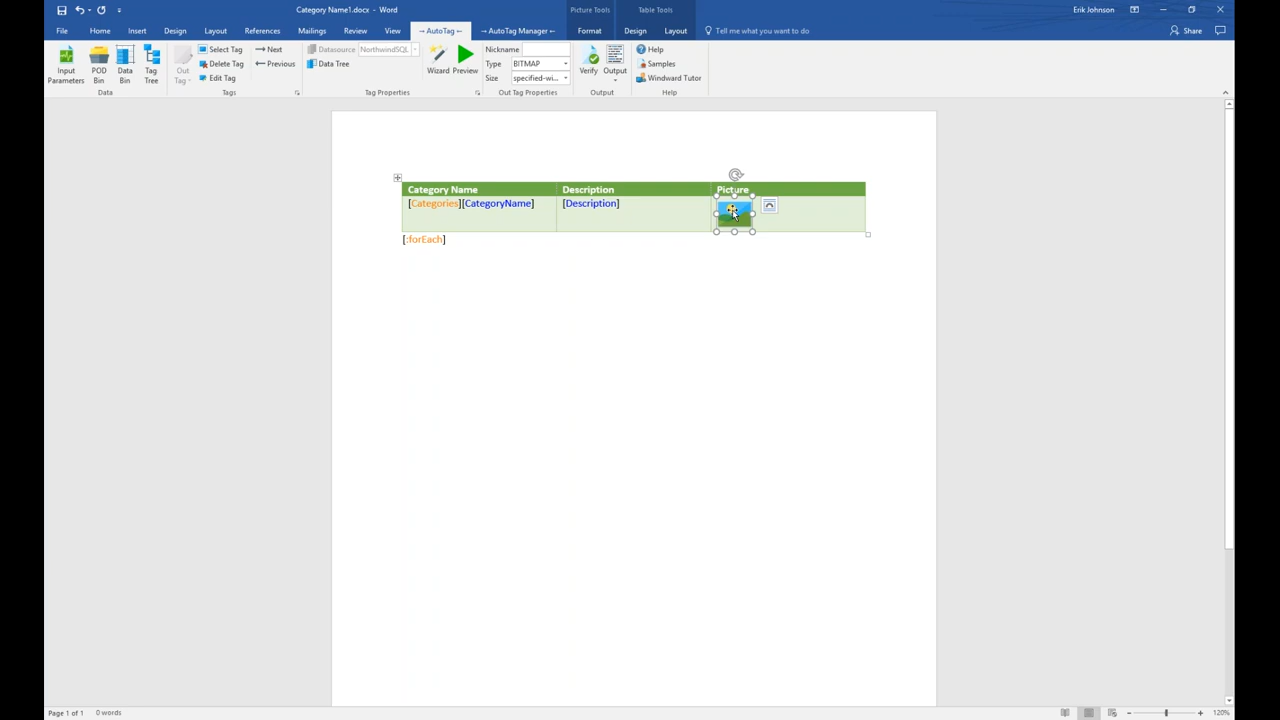 Category Name1.docx - Word
Picture Tools
Table Tools
Erik Johnson
File
Home
Insert
Design
Layout
References
Mailings
Review
View
→ AutoTag ←
→ AutoTag Manager ←
Format
Design
Layout
Tell me what you want to do
Share
Input Parameters
POD Bin
Data Bin
Tag Tree
Data
Out Tag
Select Tag
Delete Tag
Edit Tag
Next
Previous
Tags
Datasource
NorthwindSQL
Data Tree
Wizard
Preview
Tag Properties
Nickname
Type
BITMAP
Size
specified-wi...
Out Tag Properties
Verify
Output
Output
Help
Samples
Windward Tutor
Help
Category Name
Description
Picture
[Categories][CategoryName]
[Description]
[:forEach]
Page 1 of 1
0 words
120%